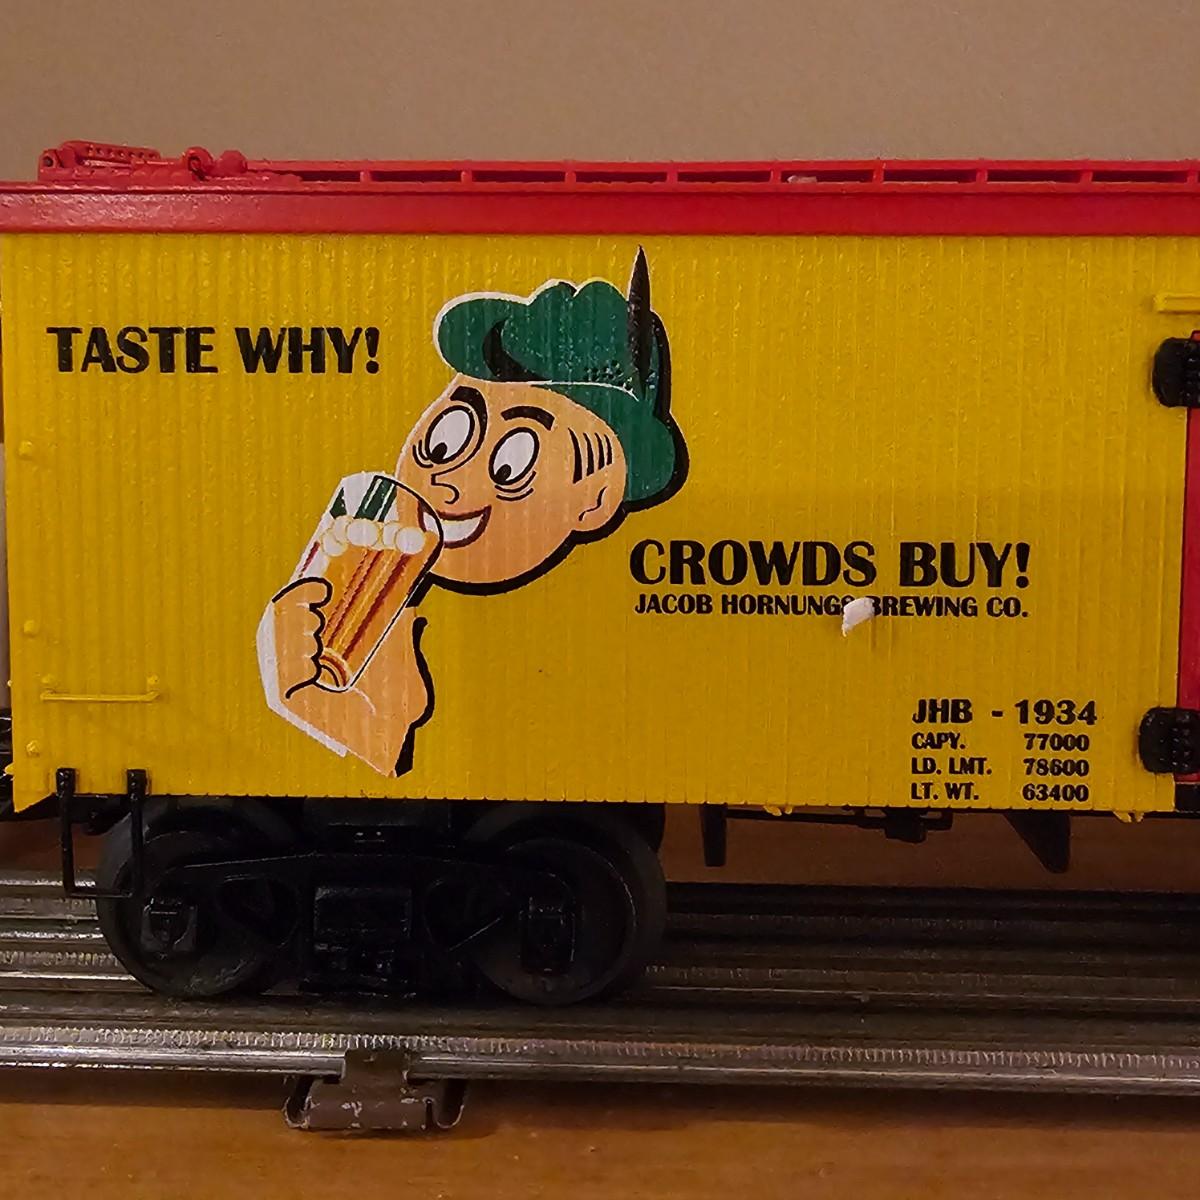 TASTE WHY!
CROWDS BUY!
JACOB HORNUNGS BREWING CO.
JHB - 1934
CAPY. 77000
LD. LMT. 78600
LT. WT. 63400